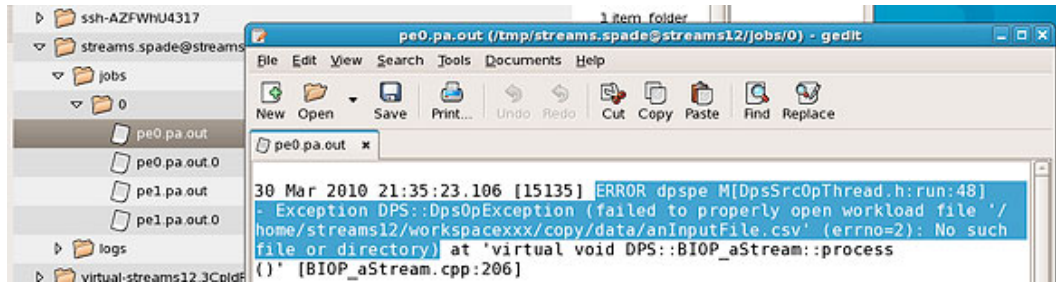 ssh-AZFWhU4317
1 item folder
streams.spade@streams
pe0.pa.out (/tmp/streams.spade@streams12/jobs/0) - gedit
File Edit View Search Tools Documents Help
jobs
0
New Open Save Print... Undo Redo Cut Copy Paste Find Replace
pe0.pa.out
pe0.pa.out
pe0.pa.out.0
pe1.pa.out
pe1.pa.out.0
logs
virtual-streams12.3CpIdF
30 Mar 2010 21:35:23.106 [15135] ERROR dpspe M[DpsSrcOpThread.h:run:48]
- Exception DPS::DpsOpException (failed to properly open workload file '/
home/streams12/workspacexxx/copy/data/anInputFile.csv' (errno=2): No such
file or directory) at 'virtual void DPS::BIOP_aStream::process
()' [BIOP_aStream.cpp:206]